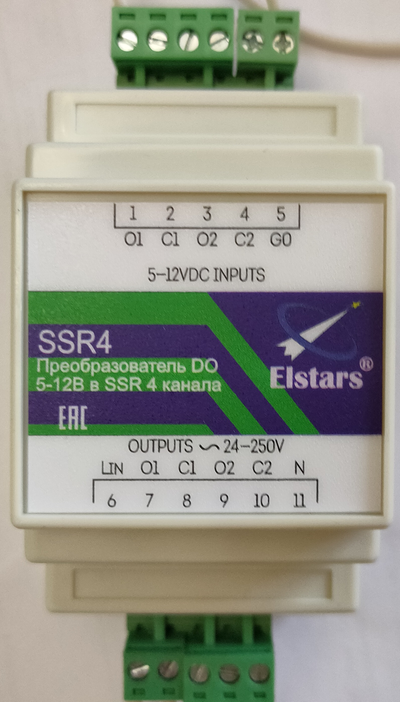 1 2 3 4 5
O1 C1 O2 C2 G0
5-12VDC INPUTS
SSR4
Преобразователь DO
5-12В в SSR 4 канала
Elstars®
EAC
OUTPUTS ~ 24-250V
LIN O1 C1 O2 C2 N
6 7 8 9 10 11